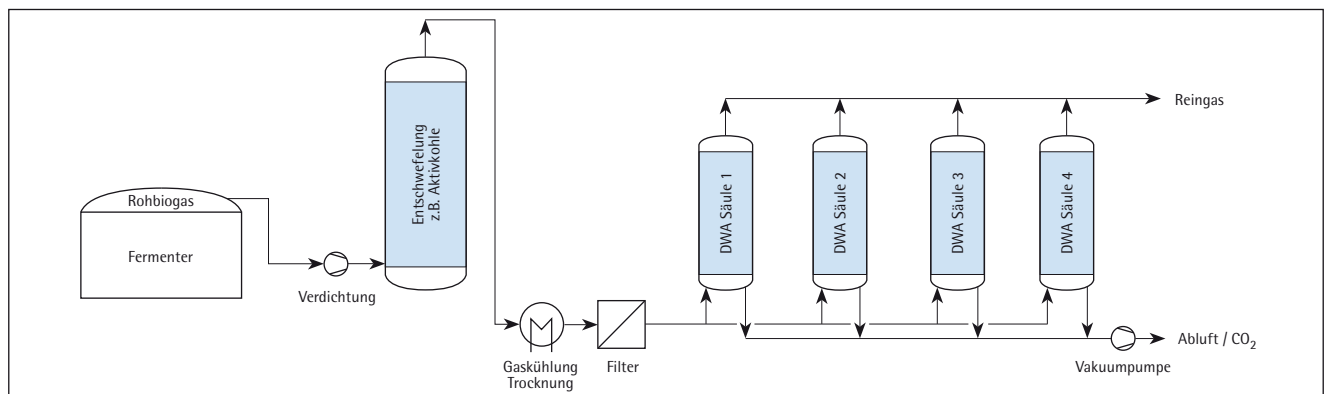 Rohbiogas
Fermenter
Verdichtung
Entschwefelung
z.B. Aktivkohle
Gaskühlung
Trocknung
Filter
DWA Säule 1
DWA Säule 2
DWA Säule 3
DWA Säule 4
Reingas
Vakuumpumpe
Abluft / CO₂